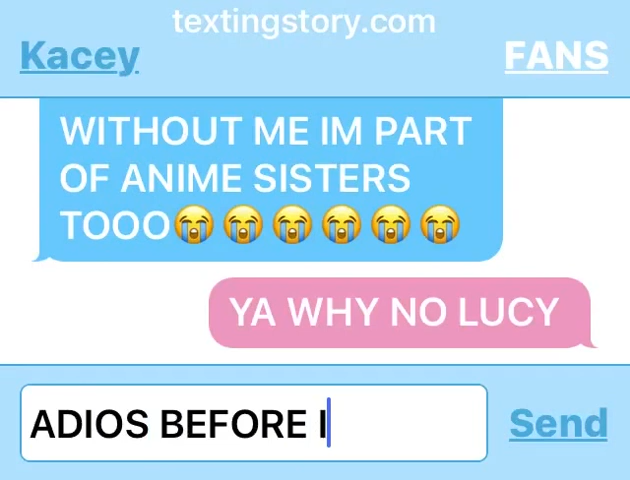 textingstory.com
Kacey FANS
WITHOUT ME IM PART
OF ANIME SISTERS
TOOO😭😭😭😭😭😭
YA WHY NO LUCY
ADIOS BEFORE I
Send